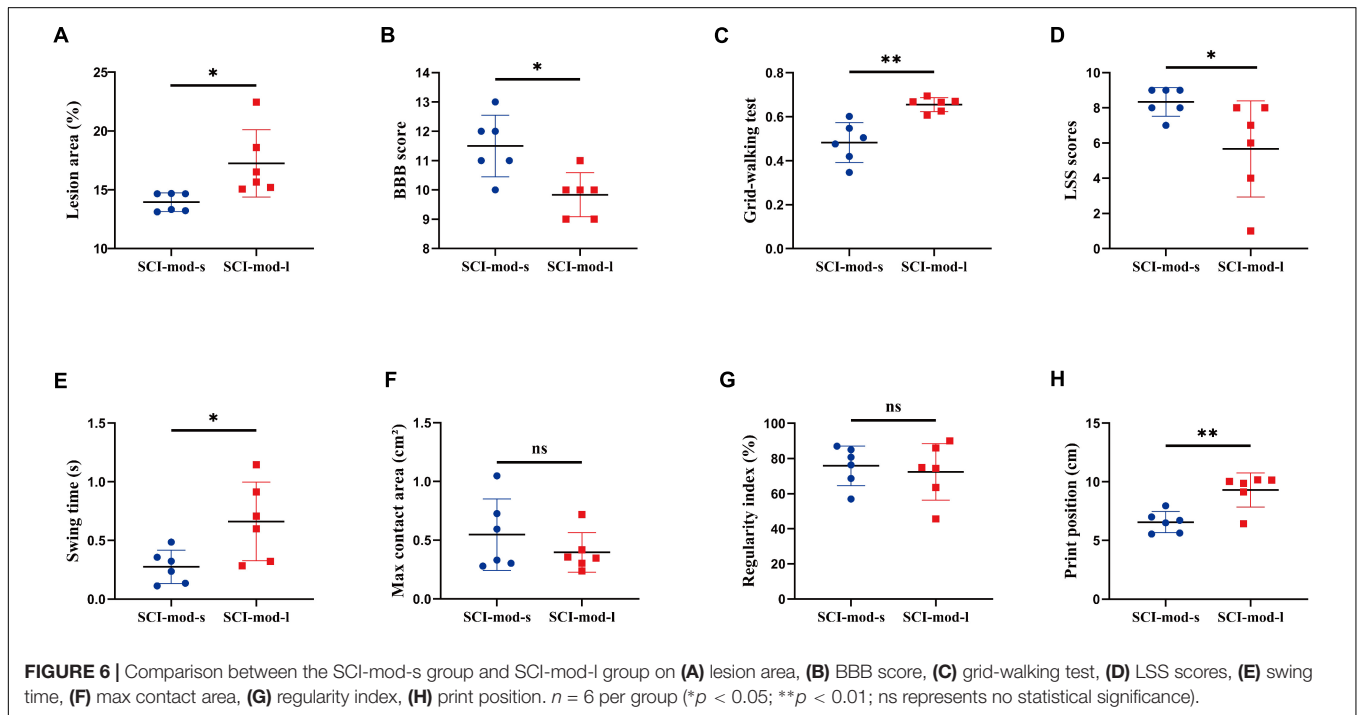 A
Lesion area (%)
25
20
15
10
*
SCI-mod-s SCI-mod-l
B
BBB score
14
13
12
11
10
9
8
*
SCI-mod-s SCI-mod-l
C
Grid-walking test
0.8
0.6
0.4
0.2
0.0
**
SCI-mod-s SCI-mod-l
D
LSS scores
10
8
6
4
2
0
*
SCI-mod-s SCI-mod-l
E
Swing time (s)
1.5
1.0
0.5
0.0
*
SCI-mod-s SCI-mod-l
F
Max contact area (cm²)
1.5
1.0
0.5
0.0
ns
SCI-mod-s SCI-mod-l
G
Regularity index (%)
100
80
60
40
20
0
ns
SCI-mod-s SCI-mod-l
H
Print position (cm)
15
10
5
0
**
SCI-mod-s SCI-mod-l
FIGURE 6 | Comparison between the SCI-mod-s group and SCI-mod-l group on (A) lesion area, (B) BBB score, (C) grid-walking test, (D) LSS scores, (E) swing
time, (F) max contact area, (G) regularity index, (H) print position. n = 6 per group (*p < 0.05; **p < 0.01; ns represents no statistical significance).